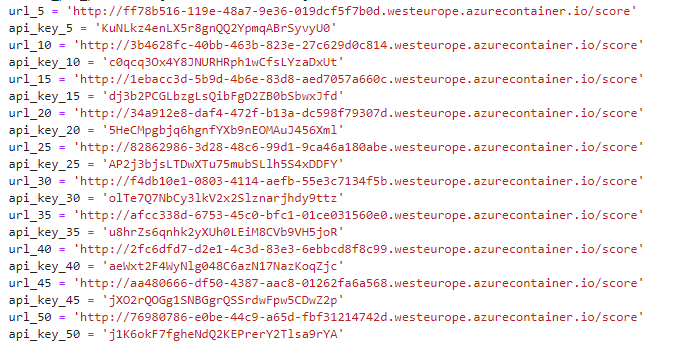 url_5 = 'http://ff78b516-119e-48a7-9e36-019dcf5f7b0d.westeurope.azurecontainer.io/score'
api_key_5 = 'KuNLkz4enLX5r8gnQQ2YpmqABrSyvyU0'
url_10 = 'http://3b4628fc-40bb-463b-823e-27c629d0c814.westeurope.azurecontainer.io/score'
api_key_10 = 'c0qcq3Ox4Y8JNURHRph1wCfsLYzaDxUt'
url_15 = 'http://1ebacc3d-5b9d-4b6e-83d8-aed7057a660c.westeurope.azurecontainer.io/score'
api_key_15 = 'dj3b2PCGLbzgLsQibFgD2ZB0bSbwxJfd'
url_20 = 'http://34a912e8-daf4-472f-b13a-dc598f79307d.westeurope.azurecontainer.io/score'
api_key_20 = '5HeCMpgbjq6hgnfYXb9nEOMAuJ456Xml'
url_25 = 'http://82862986-3d28-48c6-99d1-9ca46a180abe.westeurope.azurecontainer.io/score'
api_key_25 = 'AP2j3bjsLTDwXTu75mubSLlh5S4xDDFY'
url_30 = 'http://f4db10e1-0803-4114-aefb-55e3c7134f5b.westeurope.azurecontainer.io/score'
api_key_30 = 'olTe7Q7NbCy3lkV2x2Slznarjhdy9ttz'
url_35 = 'http://afcc338d-6753-45c0-bfc1-01ce031560e0.westeurope.azurecontainer.io/score'
api_key_35 = 'u8hrZs6qnhk2yXUh0LEiM8CVb9VH5joR'
url_40 = 'http://2fc6dfd7-d2e1-4c3d-83e3-6ebbcd8f8c99.westeurope.azurecontainer.io/score'
api_key_40 = 'aeWxt2F4WyNlg048C6azN17NazKoqZjc'
url_45 = 'http://aa480666-df50-4387-aac8-01262fa6a568.westeurope.azurecontainer.io/score'
api_key_45 = 'jXO2rQOGg1SNBGgrQSSrdwFpw5CDwZ2p'
url_50 = 'http://76980786-e0be-44c9-a65d-fbf31214742d.westeurope.azurecontainer.io/score'
api_key_50 = 'j1K6okF7fgheNdQ2KEPrerY2Tlsa9rYA'